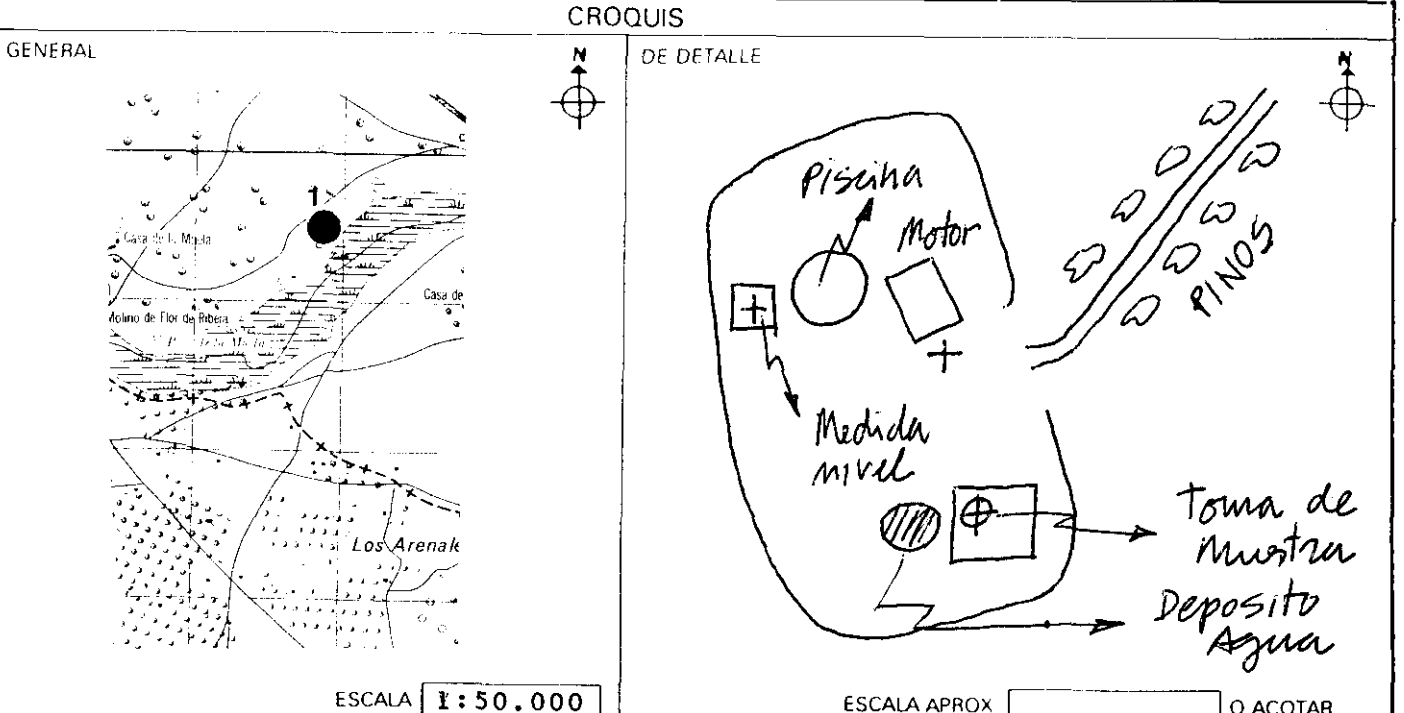 CROQUIS
GENERAL
N
1
Casa de la Muela
Casa de
Molino de Flor de Ribera
Los Arenale
ESCALA 1:50.000
DE DETALLE
N
Piscina
Motor
PINOS
Medida
nivel
Toma de
Muestra
Deposito
Agua
ESCALA APROX
O ACOTAR